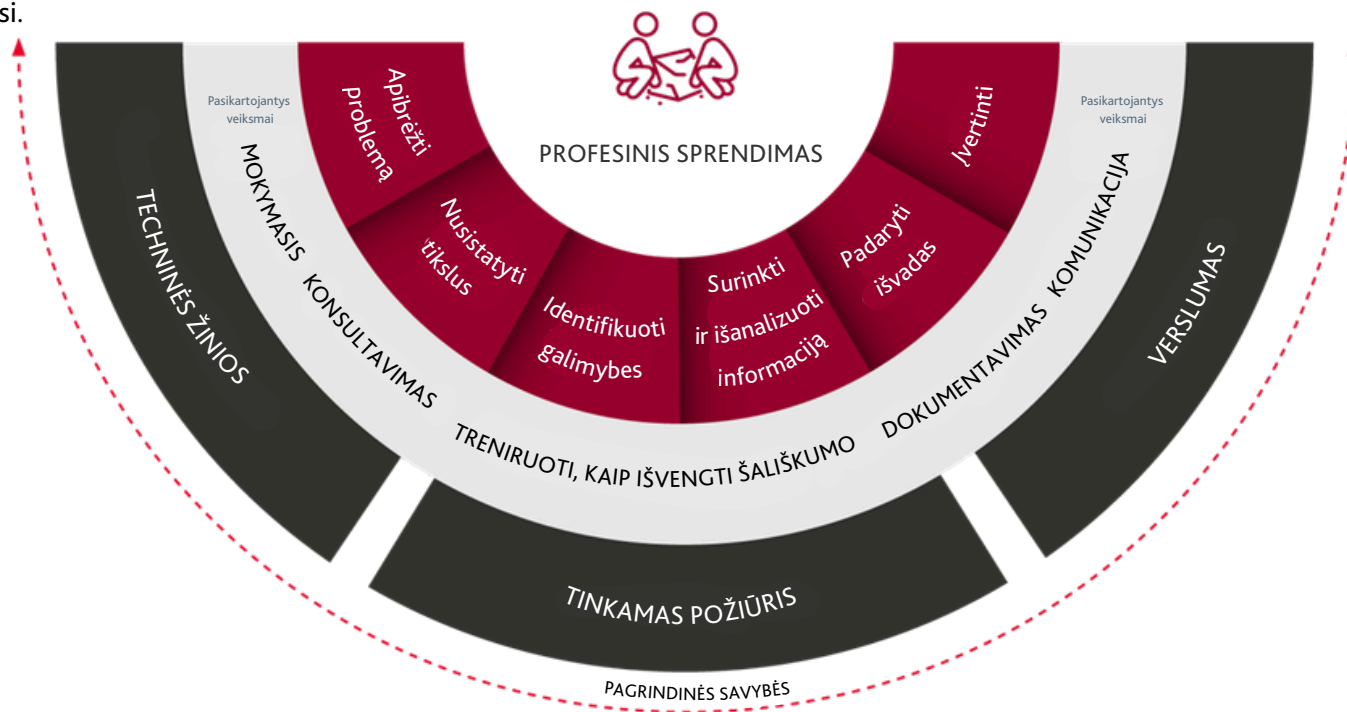 si.
PROFESINIS SPRENDIMAS
Apibrėžti
problemą
Nusistatyti
tikslus
Identifikuoti
galimybes
Surinkti
ir išanalizuoti
informaciją
Padaryti
išvadas
Įvertinti
Pasikartojantys
veiksmai
Pasikartojantys
veiksmai
MOKYMASIS
KONSULTAVIMAS
TRENIRUOTI, KAIP IŠVENGTI ŠALIŠKUMO
DOKUMENTAVIMAS
KOMUNIKACIJA
TECHNINĖS ŽINIOS
TINKAMAS POŽIŪRIS
VERSLUMAS
PAGRINDINĖS SAVYBĖS